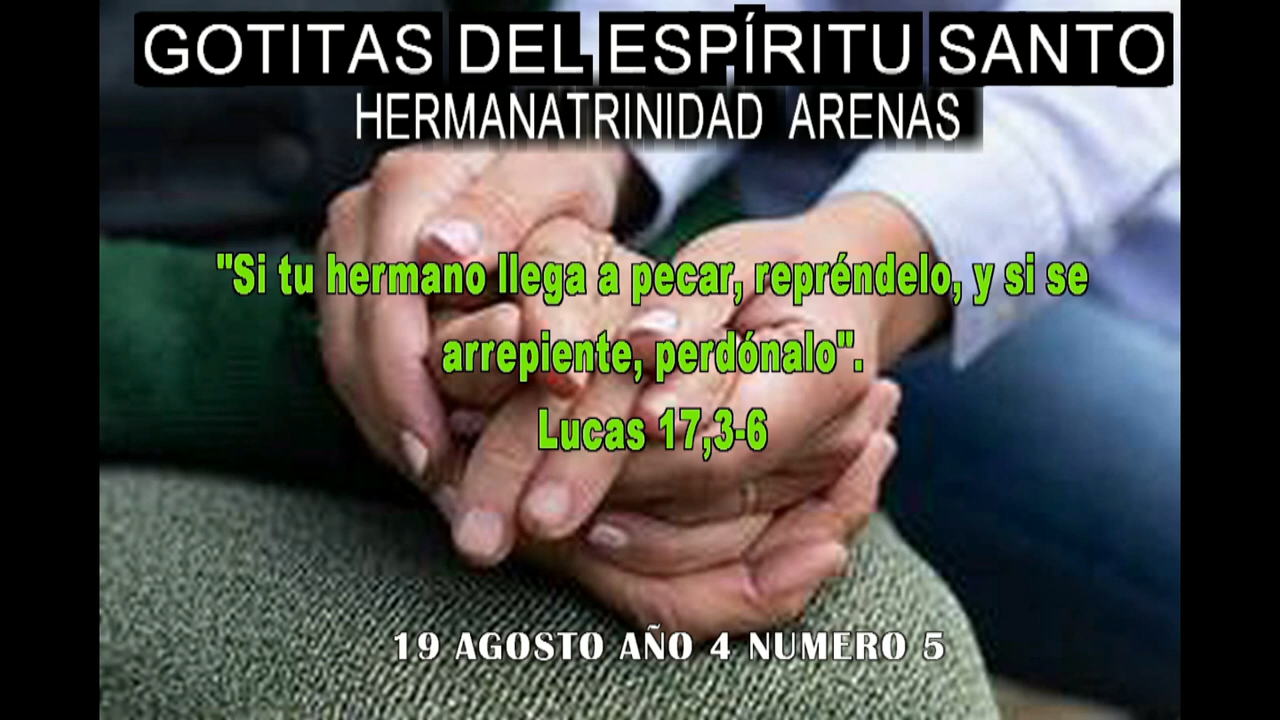 GOTITAS DEL ESPÍRITU SANTO
HERMANATRINIDAD ARENAS
"Si tu hermano llega a pecar, repréndelo, y si se
arrepiente, perdónalo".
Lucas 17,3-6
19 AGOSTO AÑO 4 NUMERO 5